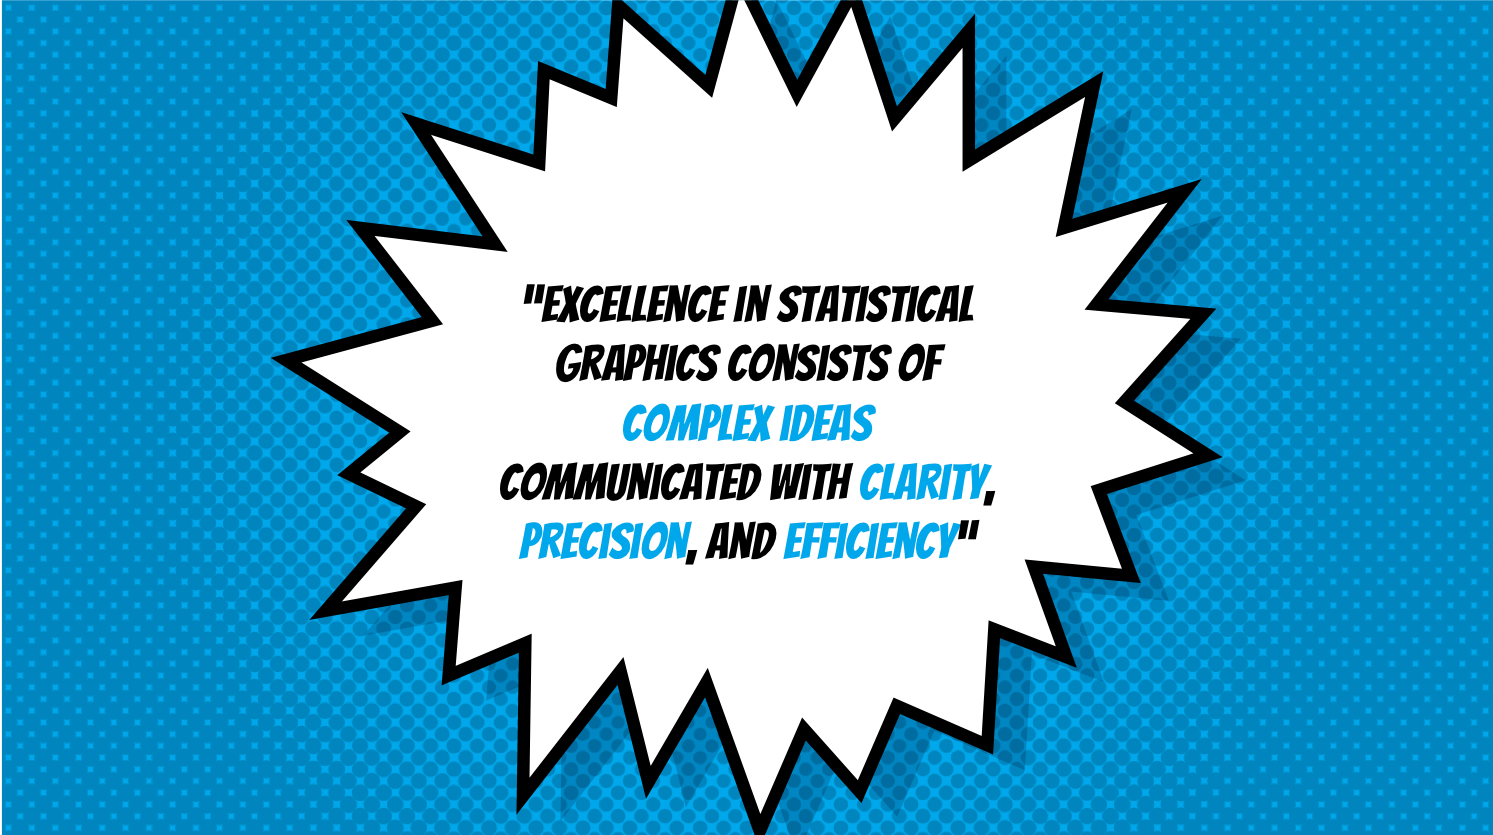 "EXCELLENCE IN STATISTICAL
GRAPHICS CONSISTS OF
COMPLEX IDEAS
COMMUNICATED WITH CLARITY,
PRECISION, AND EFFICIENCY"